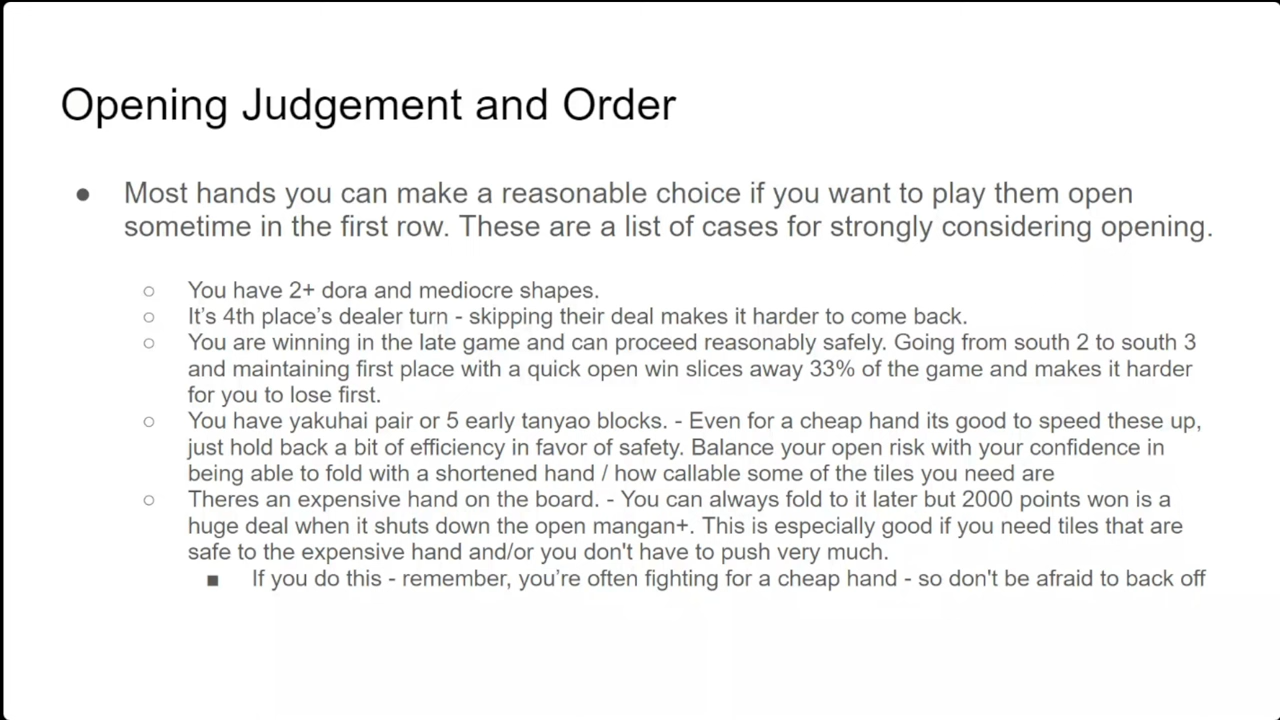 Opening Judgement and Order
● Most hands you can make a reasonable choice if you want to play them open
sometime in the first row. These are a list of cases for strongly considering opening.
○ You have 2+ dora and mediocre shapes.
○ It’s 4th place’s dealer turn - skipping their deal makes it harder to come back.
○ You are winning in the late game and can proceed reasonably safely. Going from south 2 to south 3
and maintaining first place with a quick open win slices away 33% of the game and makes it harder
for you to lose first.
○ You have yakuhai pair or 5 early tanyao blocks. - Even for a cheap hand its good to speed these up,
just hold back a bit of efficiency in favor of safety. Balance your open risk with your confidence in
being able to fold with a shortened hand / how callable some of the tiles you need are
○ Theres an expensive hand on the board. - You can always fold to it later but 2000 points won is a
huge deal when it shuts down the open mangan+. This is especially good if you need tiles that are
safe to the expensive hand and/or you don't have to push very much.
■ If you do this - remember, you’re often fighting for a cheap hand - so don't be afraid to back off